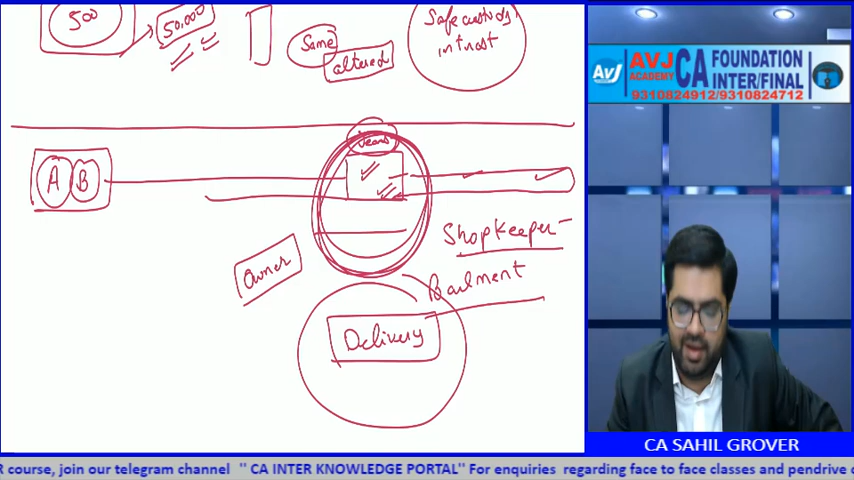 500
50,000
Same
altered
Safe custody
in trust
A B
Owner
Shopkeeper
Bailment
Delivery
AVJ
ACADEMY
CA
FOUNDATION
INTER/FINAL
9310824912/9310824712
AVJ
CA SAHIL GROVER
R course, join our telegram channel " CA INTER KNOWLEDGE PORTAL" For enquiries regarding face to face classes and pendrive c